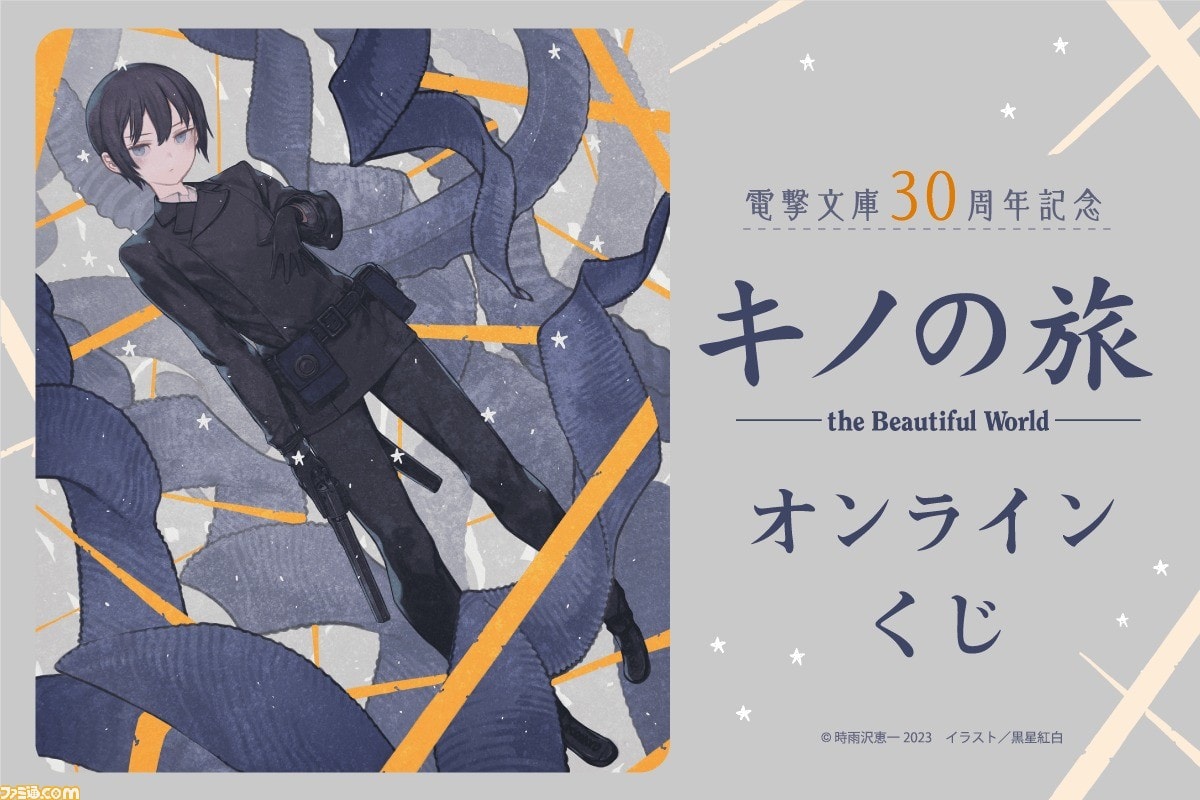 電撃文庫30周年記念
キノの旅
the Beautiful World
オンライン
くじ
©時雨沢恵一 2023 イラスト／黒星紅白
ファミ通.com